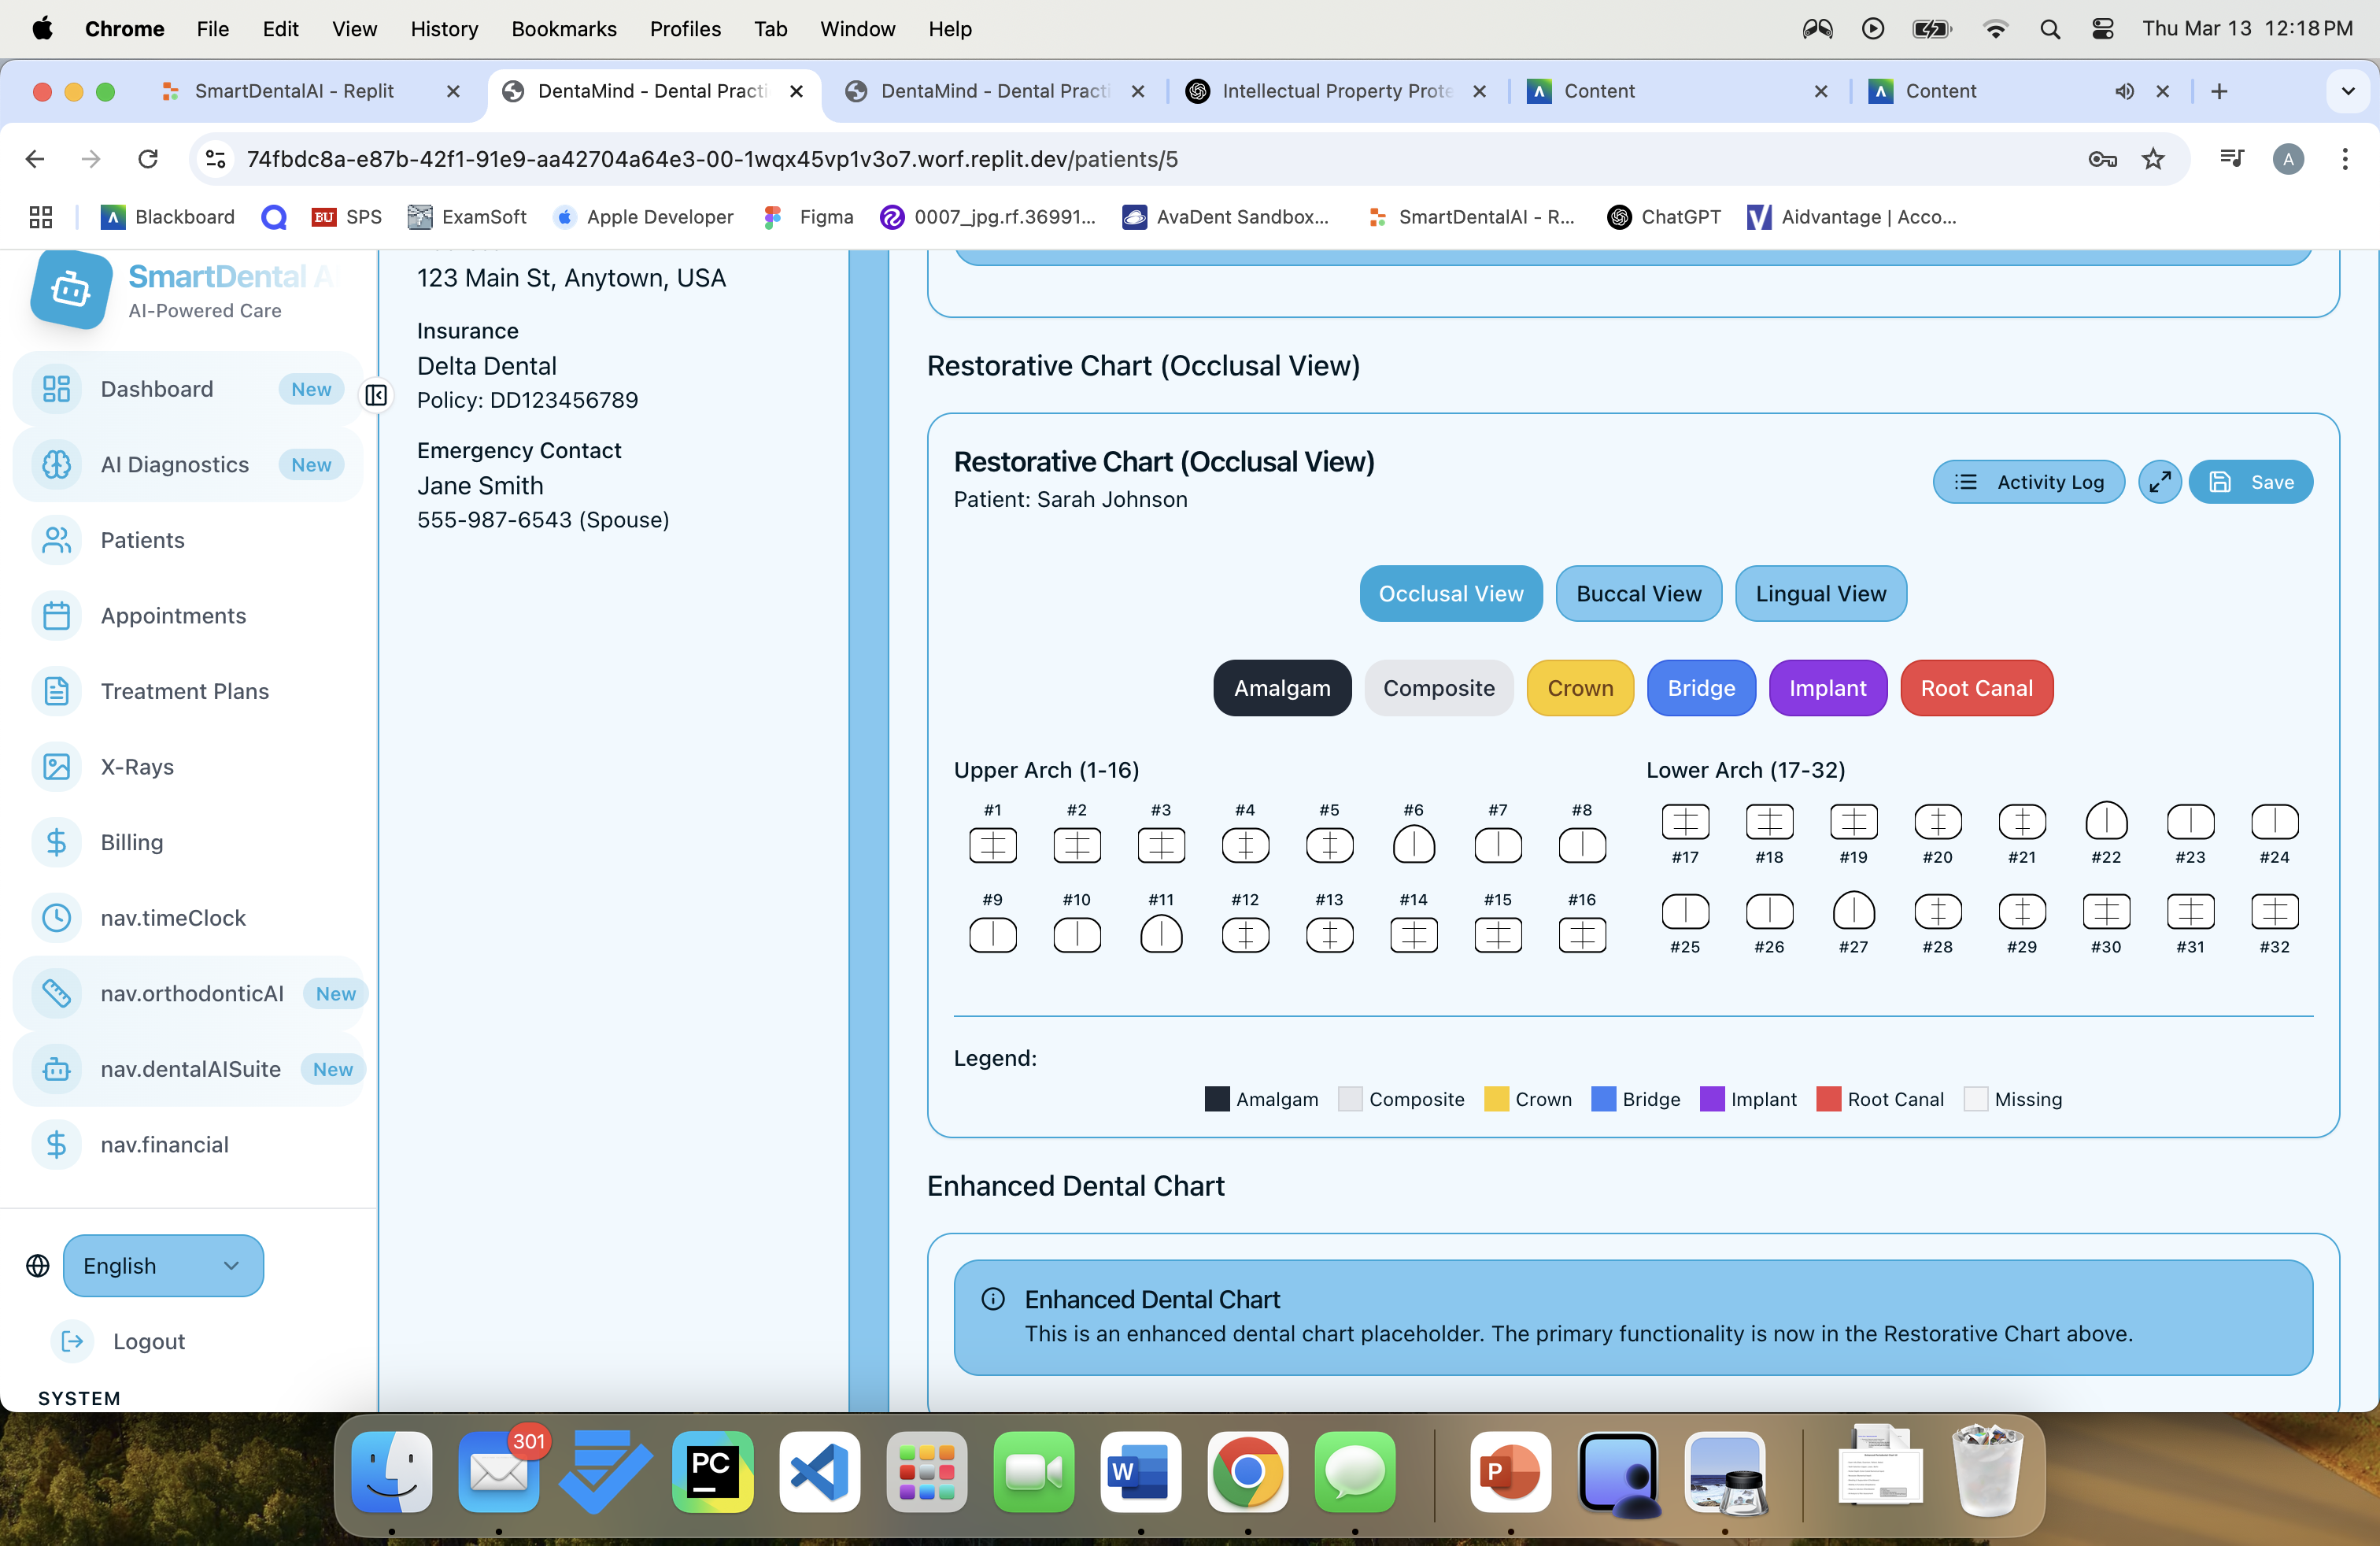 Chrome File Edit View History Bookmarks Profiles Tab Window Help Thu Mar 13 12:18 PM
SmartDentalAI - Replit
DentaMind - Dental Practi
DentaMind - Dental Practi
Intellectual Property Prote
Content
Content
74fbdc8a-e87b-42f1-91e9-aa42704a64e3-00-1wqx45vp1v3o7.worf.replit.dev/patients/5
A
Blackboard
BU SPS
ExamSoft
Apple Developer
Figma
0007_jpg.rf.36991...
AvaDent Sandbox...
SmartDentalAI - R...
ChatGPT
Aidvantage | Acco...
SmartDental A
AI-Powered Care
Dashboard New
AI Diagnostics New
Patients
Appointments
Treatment Plans
X-Rays
Billing
nav.timeClock
nav.orthodonticAI New
nav.dentalAISuite New
nav.financial
English
Logout
SYSTEM
123 Main St, Anytown, USA
Insurance
Delta Dental
Policy: DD123456789
Emergency Contact
Jane Smith
555-987-6543 (Spouse)
Restorative Chart (Occlusal View)
Restorative Chart (Occlusal View)
Patient: Sarah Johnson
Activity Log
Save
Occlusal View Buccal View Lingual View
Amalgam Composite Crown Bridge Implant Root Canal
Upper Arch (1-16)
#1 #2 #3 #4 #5 #6 #7 #8
#9 #10 #11 #12 #13 #14 #15 #16
Lower Arch (17-32)
#17 #18 #19 #20 #21 #22 #23 #24
#25 #26 #27 #28 #29 #30 #31 #32
Legend:
Amalgam Composite Crown Bridge Implant Root Canal Missing
Enhanced Dental Chart
Enhanced Dental Chart
This is an enhanced dental chart placeholder. The primary functionality is now in the Restorative Chart above.
301
PC
W
P